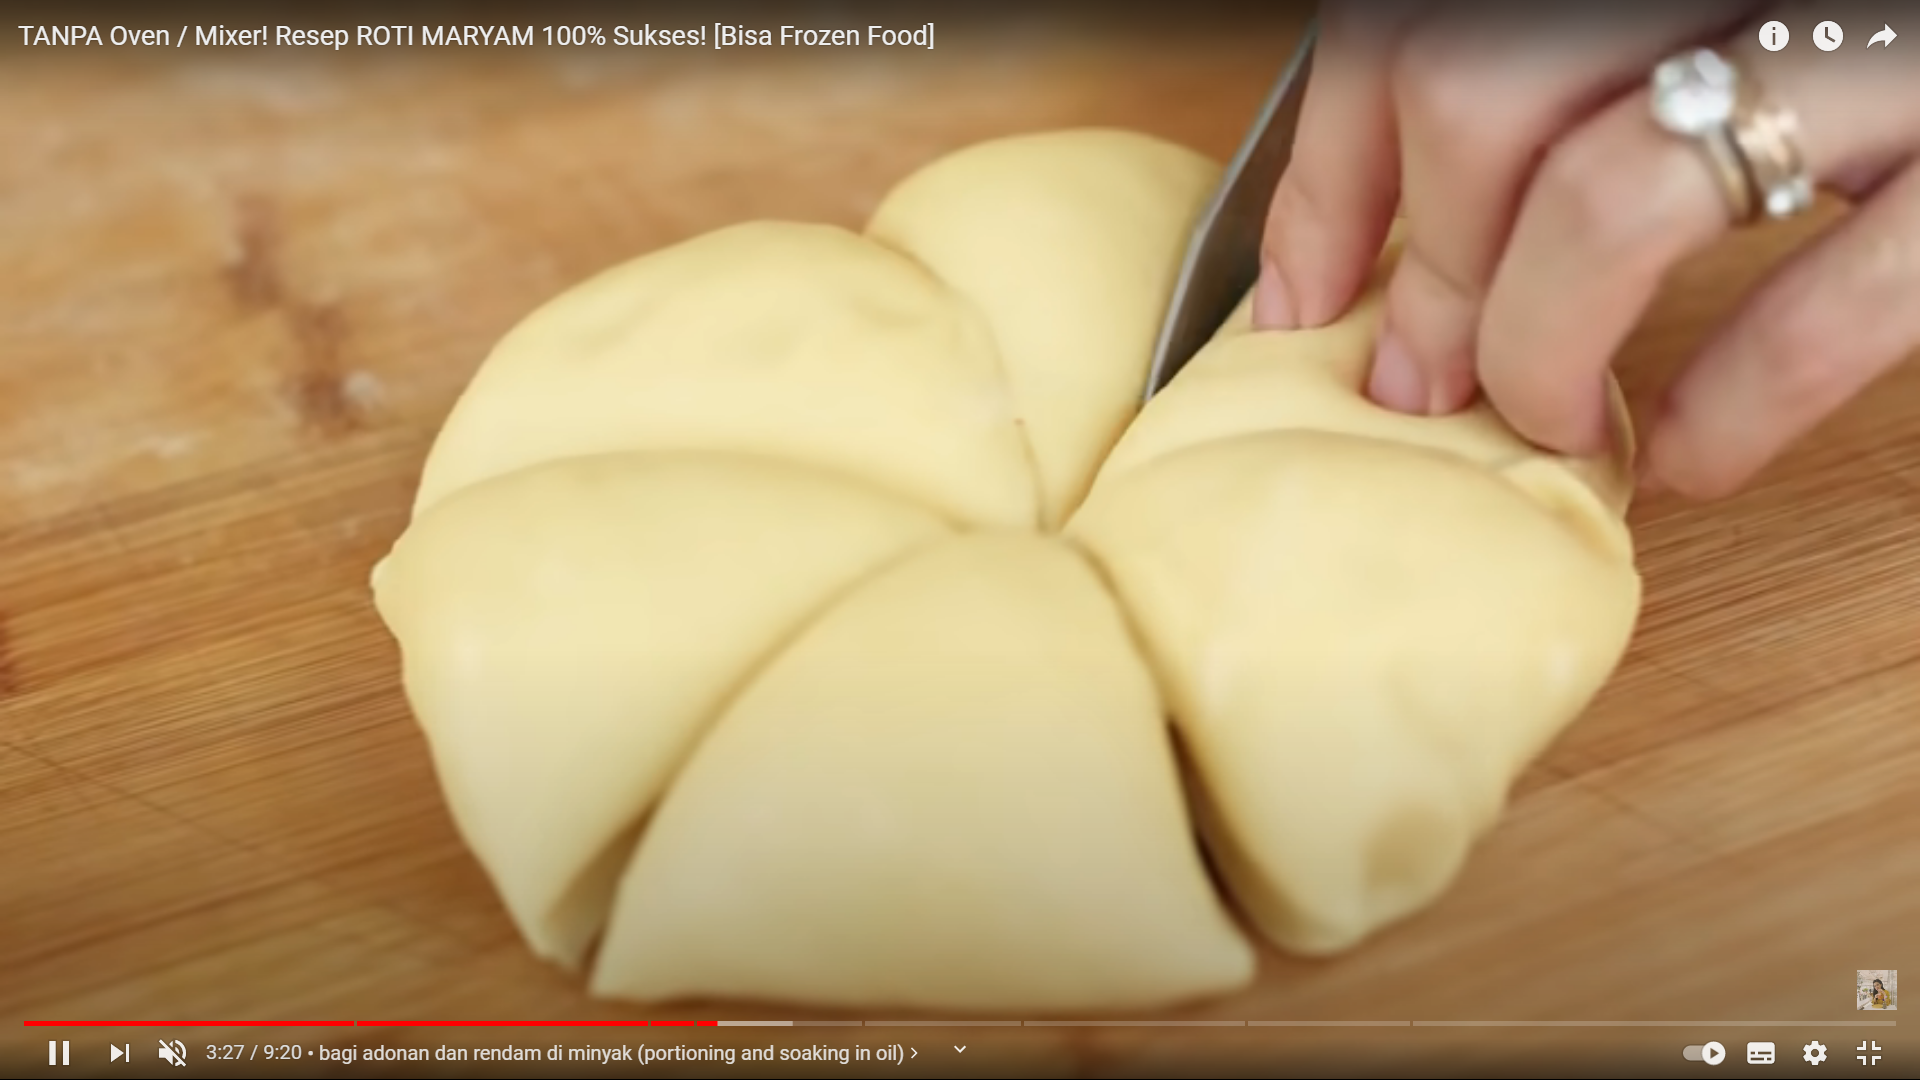 TANPA Oven / Mixer! Resep ROTI MARYAM 100% Sukses! [Bisa Frozen Food]
3:27 / 9:20 • bagi adonan dan rendam di minyak (portioning and soaking in oil)